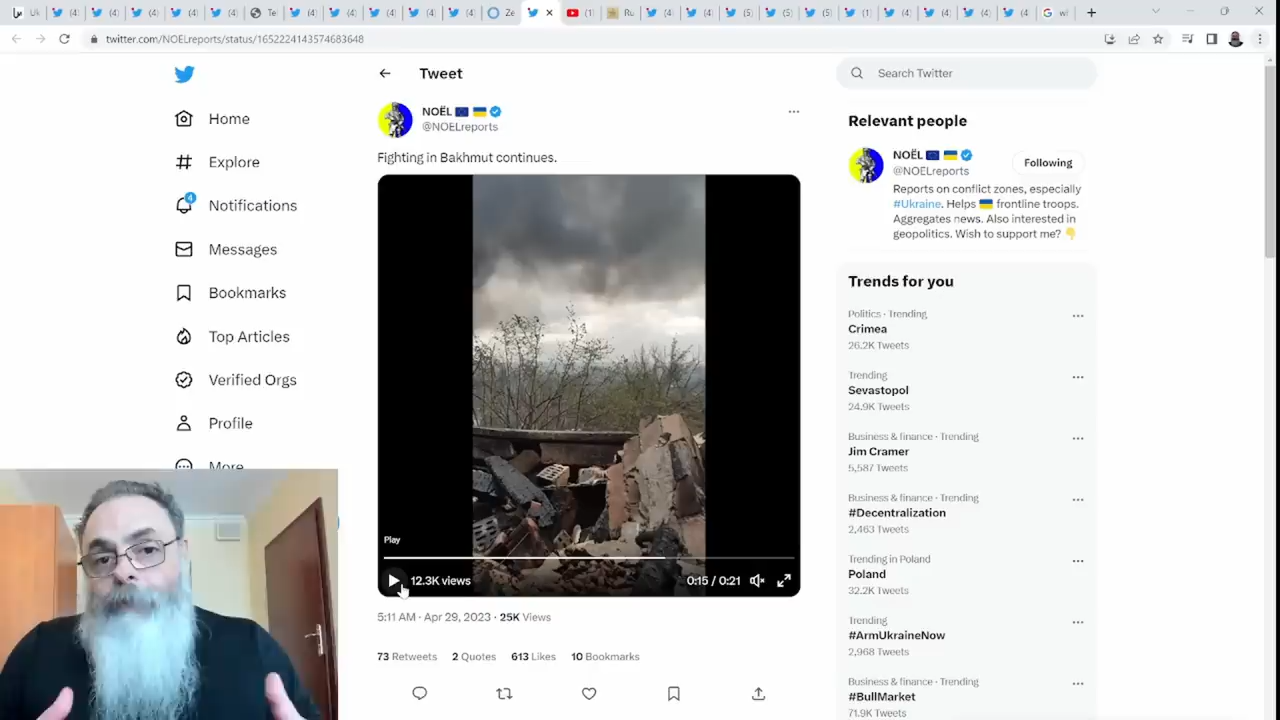 twitter.com/NOELreports/status/1652224143574683648
Home
Explore
4
Notifications
Messages
Bookmarks
Top Articles
Verified Orgs
Profile
More
Tweet
NOËL
@NOELreports
Fighting in Bakhmut continues.
Play
12.3K views
0:15 / 0:21
5:11 AM · Apr 29, 2023 · 25K Views
73 Retweets 2 Quotes 613 Likes 10 Bookmarks
Search Twitter
Relevant people
NOËL
@NOELreports
Following
Reports on conflict zones, especially
#Ukraine. Helps frontline troops.
Aggregates news. Also interested in
geopolitics. Wish to support me?
Trends for you
Politics · Trending
Crimea
26.2K Tweets
Trending
Sevastopol
24.9K Tweets
Business & finance · Trending
Jim Cramer
5,587 Tweets
Business & finance · Trending
#Decentralization
2,463 Tweets
Trending in Poland
Poland
32.2K Tweets
Trending
#ArmUkraineNow
2,968 Tweets
Business & finance · Trending
#BullMarket
71.9K Tweets